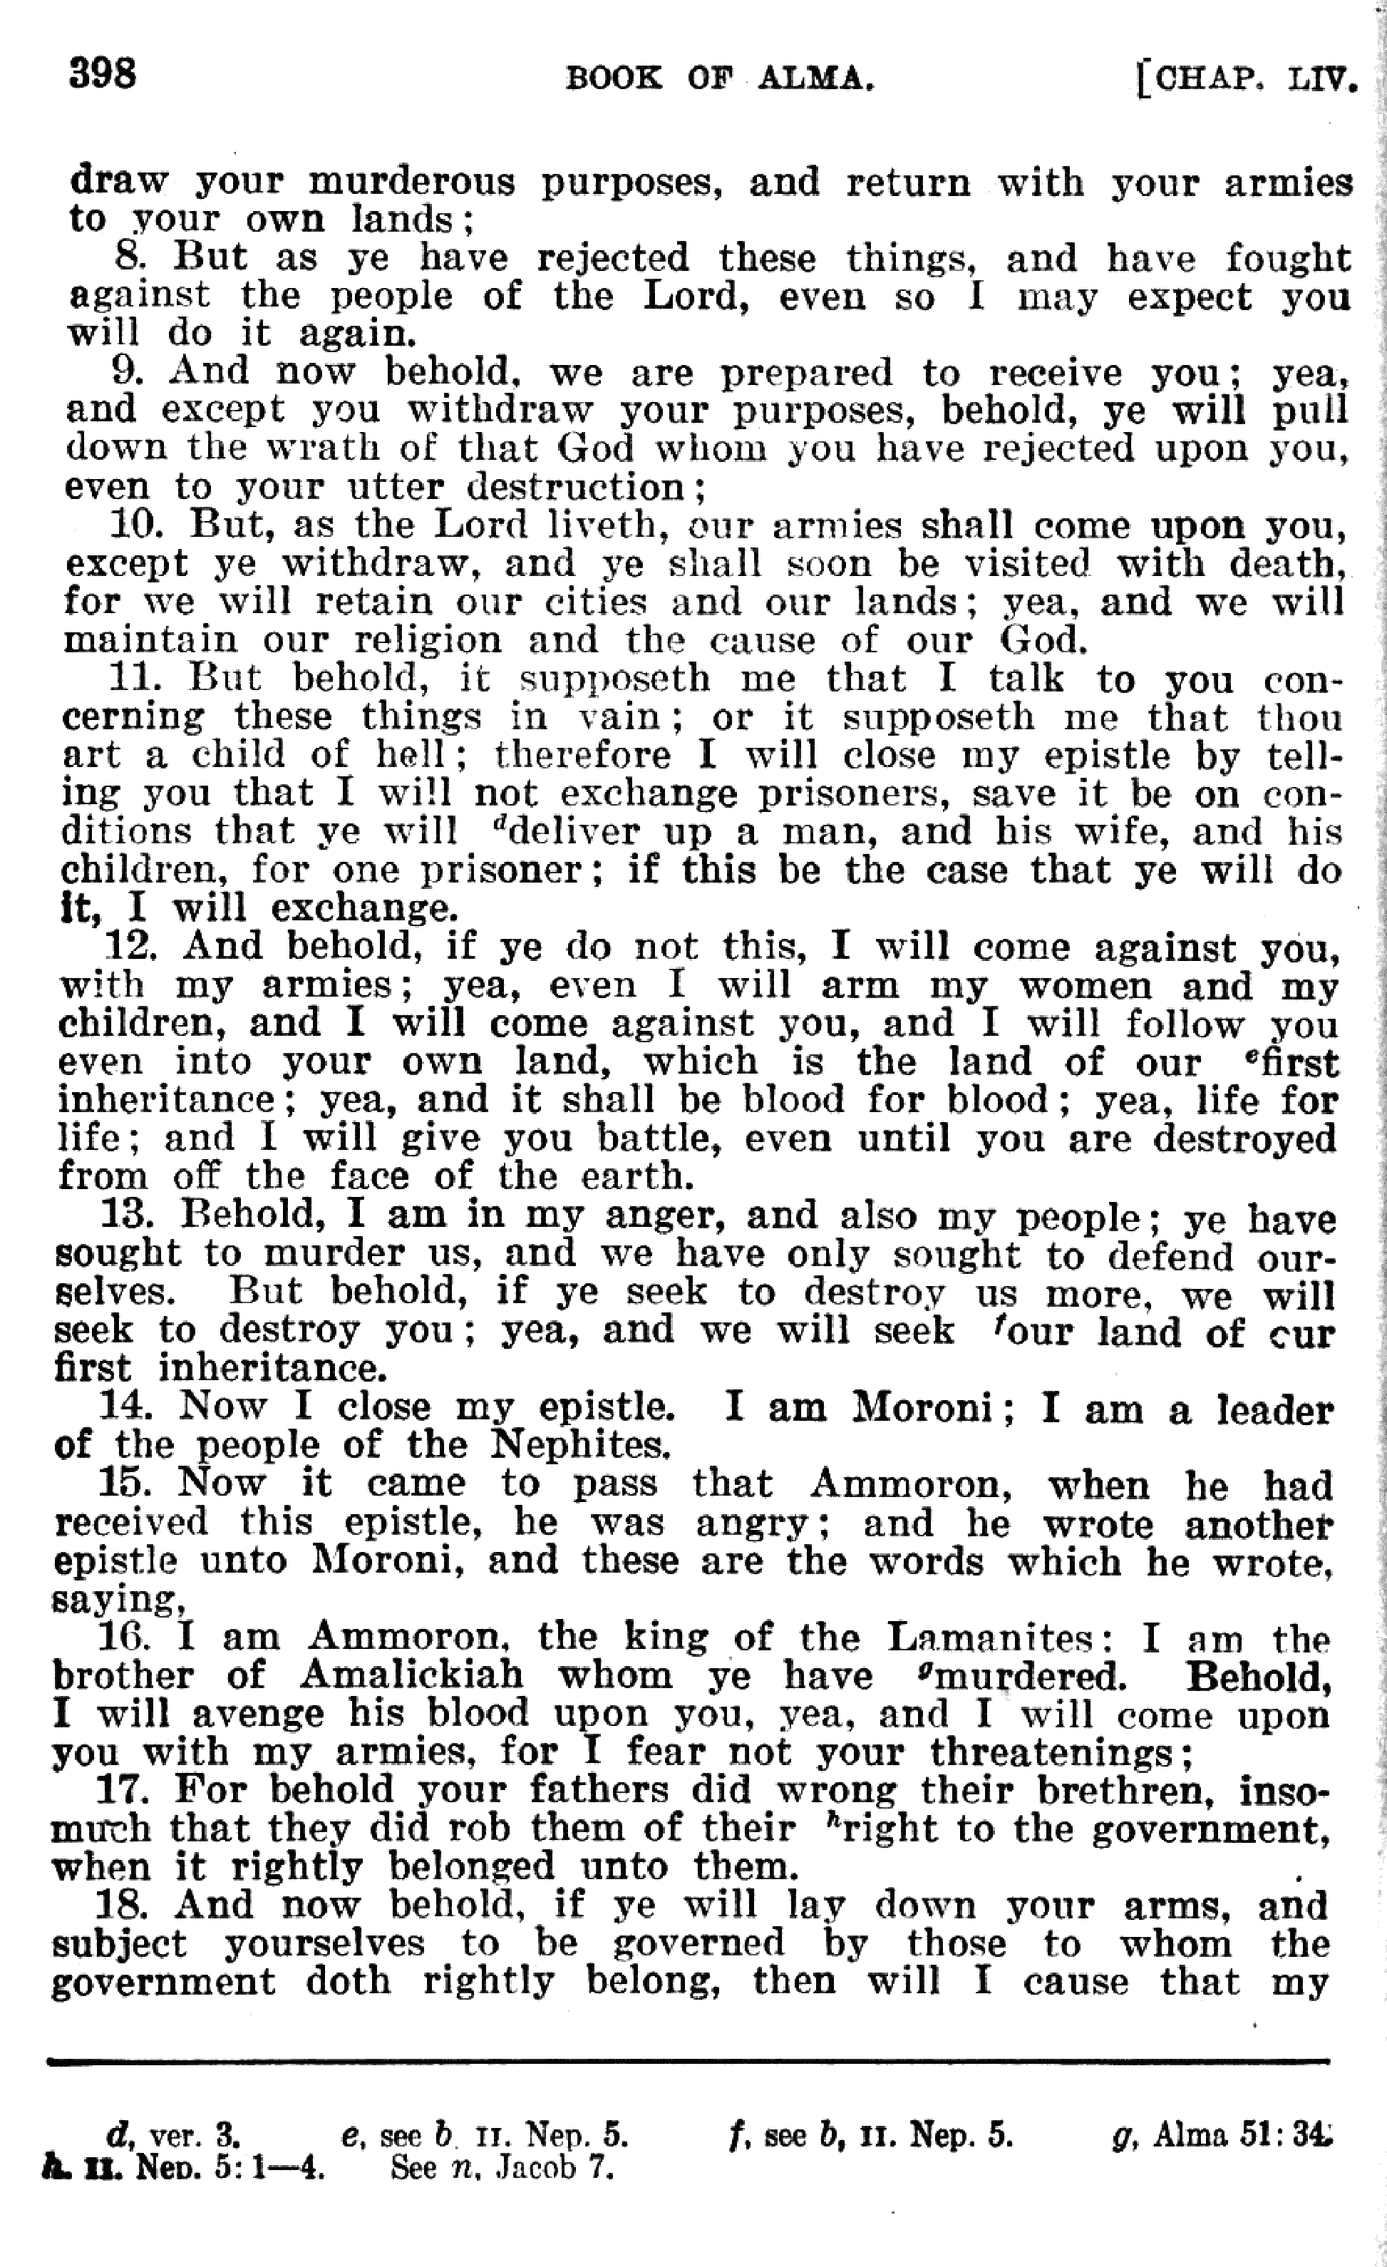 398 BOOK OF ALMA. [CHAP. LIV.
draw your murderous purposes, and return with your armies
to your own lands;
8. But as ye have rejected these things, and have fought
against the people of the Lord, even so I may expect you
will do it again.
9. And now behold, we are prepared to receive you; yea,
and except you withdraw your purposes, behold, ye will pull
down the wrath of that God whom you have rejected upon you,
even to your utter destruction;
10. But, as the Lord liveth, our armies shall come upon you,
except ye withdraw, and ye shall soon be visited with death,
for we will retain our cities and our lands; yea, and we will
maintain our religion and the cause of our God.
11. But behold, it supposeth me that I talk to you con-
cerning these things in vain; or it supposeth me that thou
art a child of hell; therefore I will close my epistle by tell-
ing you that I will not exchange prisoners, save it be on con-
ditions that ye will ddeliver up a man, and his wife, and his
children, for one prisoner; if this be the case that ye will do
it, I will exchange.
12. And behold, if ye do not this, I will come against you,
with my armies; yea, even I will arm my women and my
children, and I will come against you, and I will follow you
even into your own land, which is the land of our efirst
inheritance; yea, and it shall be blood for blood; yea, life for
life; and I will give you battle, even until you are destroyed
from off the face of the earth.
13. Behold, I am in my anger, and also my people; ye have
sought to murder us, and we have only sought to defend our-
selves. But behold, if ye seek to destroy us more, we will
seek to destroy you; yea, and we will seek four land of cur
first inheritance.
14. Now I close my epistle. I am Moroni; I am a leader
of the people of the Nephites.
15. Now it came to pass that Ammoron, when he had
received this epistle, he was angry; and he wrote another
epistle unto Moroni, and these are the words which he wrote,
saying,
16. I am Ammoron, the king of the Lamanites: I am the
brother of Amalickiah whom ye have gmurdered. Behold,
I will avenge his blood upon you, yea, and I will come upon
you with my armies, for I fear not your threatenings;
17. For behold your fathers did wrong their brethren, inso-
much that they did rob them of their hright to the government,
when it rightly belonged unto them.
18. And now behold, if ye will lay down your arms, and
subject yourselves to be governed by those to whom the
government doth rightly belong, then will I cause that my
d, ver. 3. e, see b, II. Nep. 5. f, see b, II. Nep. 5. g, Alma 51: 34.
h. II. Nep. 5: 1—4. See n, Jacob 7.